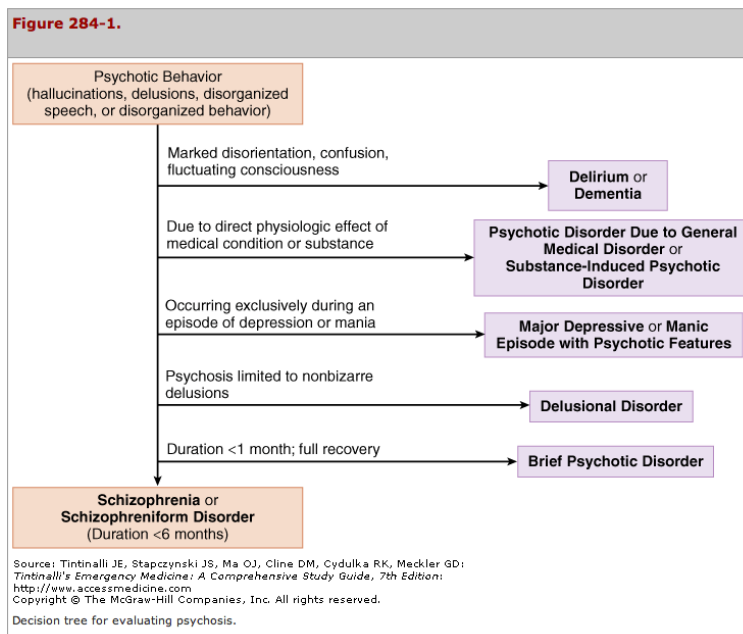 Figure 284-1.
Psychotic Behavior
(hallucinations, delusions, disorganized
speech, or disorganized behavior)
Marked disorientation, confusion,
fluctuating consciousness
Delirium or
Dementia
Due to direct physiologic effect of
medical condition or substance
Psychotic Disorder Due to General
Medical Disorder or
Substance-Induced Psychotic
Disorder
Occurring exclusively during an
episode of depression or mania
Major Depressive or Manic
Episode with Psychotic Features
Psychosis limited to nonbizarre
delusions
Delusional Disorder
Duration <1 month; full recovery
Brief Psychotic Disorder
Schizophrenia or
Schizophreniform Disorder
(Duration <6 months)
Source: Tintinalli JE, Stapczynski JS, Ma OJ, Cline DM, Cydulka RK, Meckler GD:
Tintinalli's Emergency Medicine: A Comprehensive Study Guide, 7th Edition:
http://www.accessmedicine.com
Copyright © The McGraw-Hill Companies, Inc. All rights reserved.
Decision tree for evaluating psychosis.